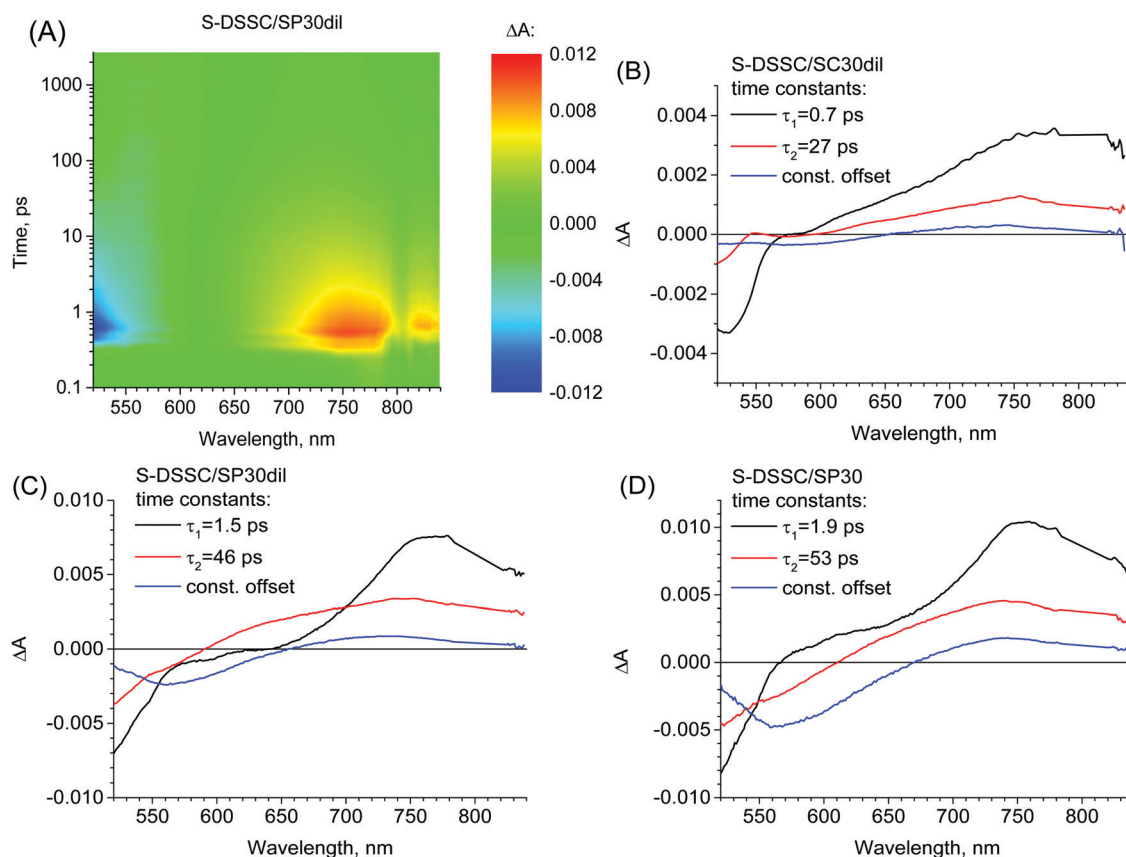 (A)
S-DSSC/SP30dil
ΔA:
1000
100
10
1
0.1
Time, ps
550 600 650 700 750 800
Wavelength, nm
0.012
0.008
0.004
0.000
-0.004
-0.008
-0.012
(B)
S-DSSC/SC30dil
time constants:
τ1=0.7 ps
τ2=27 ps
const. offset
0.004
0.002
0.000
-0.002
-0.004
ΔA
550 600 650 700 750 800
Wavelength, nm
(C)
S-DSSC/SP30dil
time constants:
τ1=1.5 ps
τ2=46 ps
const. offset
0.010
0.005
0.000
-0.005
-0.010
ΔA
550 600 650 700 750 800
Wavelength, nm
(D)
S-DSSC/SP30
time constants:
τ1=1.9 ps
τ2=53 ps
const. offset
0.010
0.005
0.000
-0.005
-0.010
ΔA
550 600 650 700 750 800
Wavelength, nm